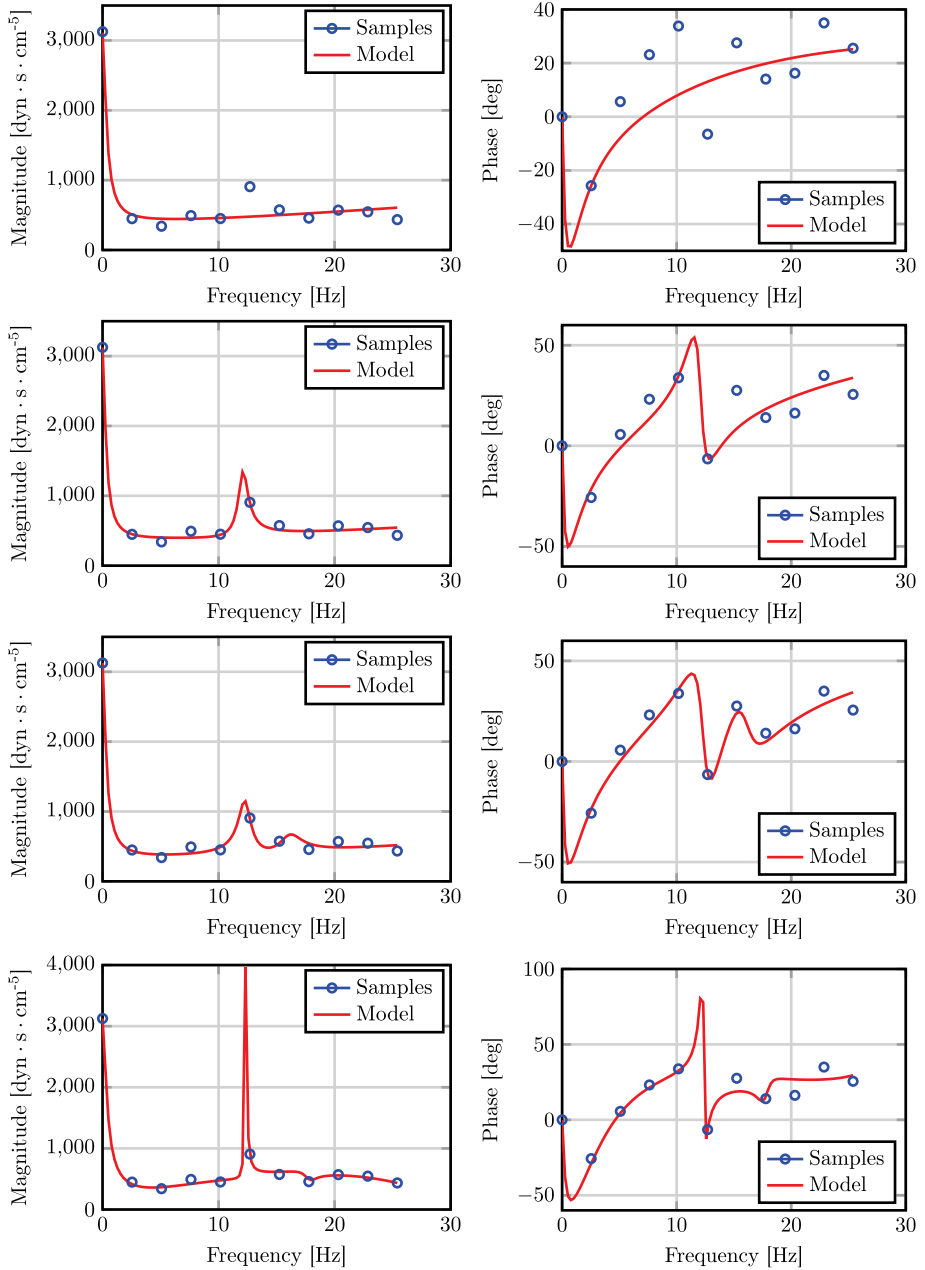 Magnitude [dyn · s · cm⁻⁵]
3,000
2,000
1,000
0
0 10 20 30
Frequency [Hz]
Samples
Model
Phase [deg]
40
20
0
−20
−40
0 10 20 30
Frequency [Hz]
Samples
Model
Magnitude [dyn · s · cm⁻⁵]
3,000
2,000
1,000
0
0 10 20 30
Frequency [Hz]
Samples
Model
Phase [deg]
50
0
−50
0 10 20 30
Frequency [Hz]
Samples
Model
Magnitude [dyn · s · cm⁻⁵]
3,000
2,000
1,000
0
0 10 20 30
Frequency [Hz]
Samples
Model
Phase [deg]
50
0
−50
0 10 20 30
Frequency [Hz]
Samples
Model
Magnitude [dyn · s · cm⁻⁵]
4,000
3,000
2,000
1,000
0
0 10 20 30
Frequency [Hz]
Samples
Model
Phase [deg]
100
50
0
−50
0 10 20 30
Frequency [Hz]
Samples
Model